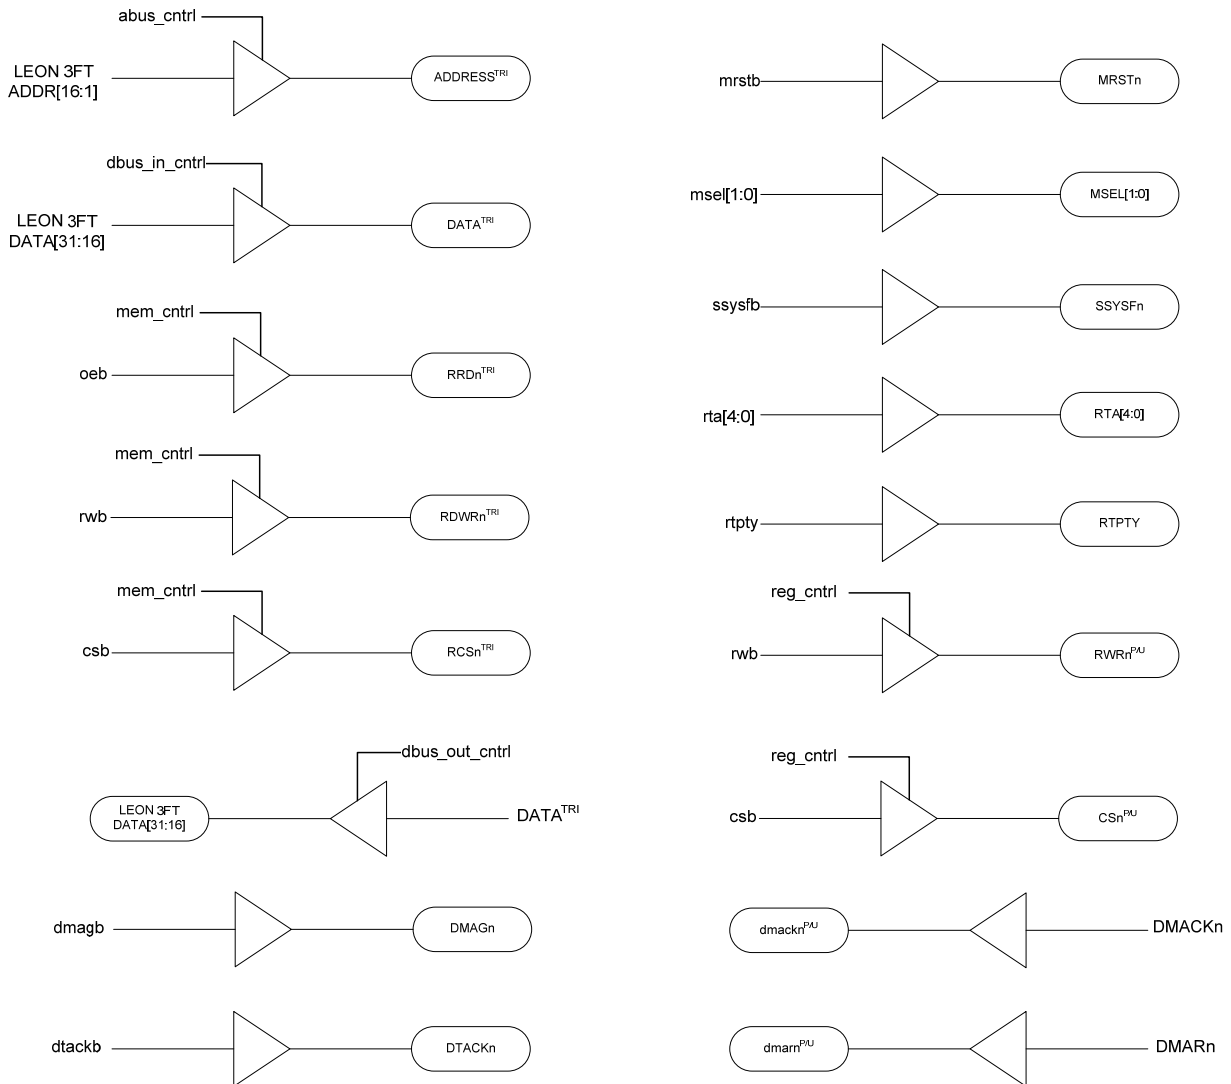 abus_cntrl
LEON 3FT
ADDR[16:1]
ADDRESS^TRI
dbus_in_cntrl
LEON 3FT
DATA[31:16]
DATA^TRI
mem_cntrl
oeb
RRDn^TRI
mem_cntrl
rwb
RDWRn^TRI
mem_cntrl
csb
RCSn^TRI
dbus_out_cntrl
LEON 3FT
DATA[31:16]
DATA^TRI
dmagb
DMAGn
dtackb
DTACKn
mrstb
MRSTn
msel[1:0]
MSEL[1:0]
ssysfb
SSYSFn
rta[4:0]
RTA[4:0]
rtpty
RTPTY
reg_cntrl
rwb
RWRn^P/U
reg_cntrl
csb
CSn^P/U
dmackn^P/U
DMACKn
dmarn^P/U
DMARn